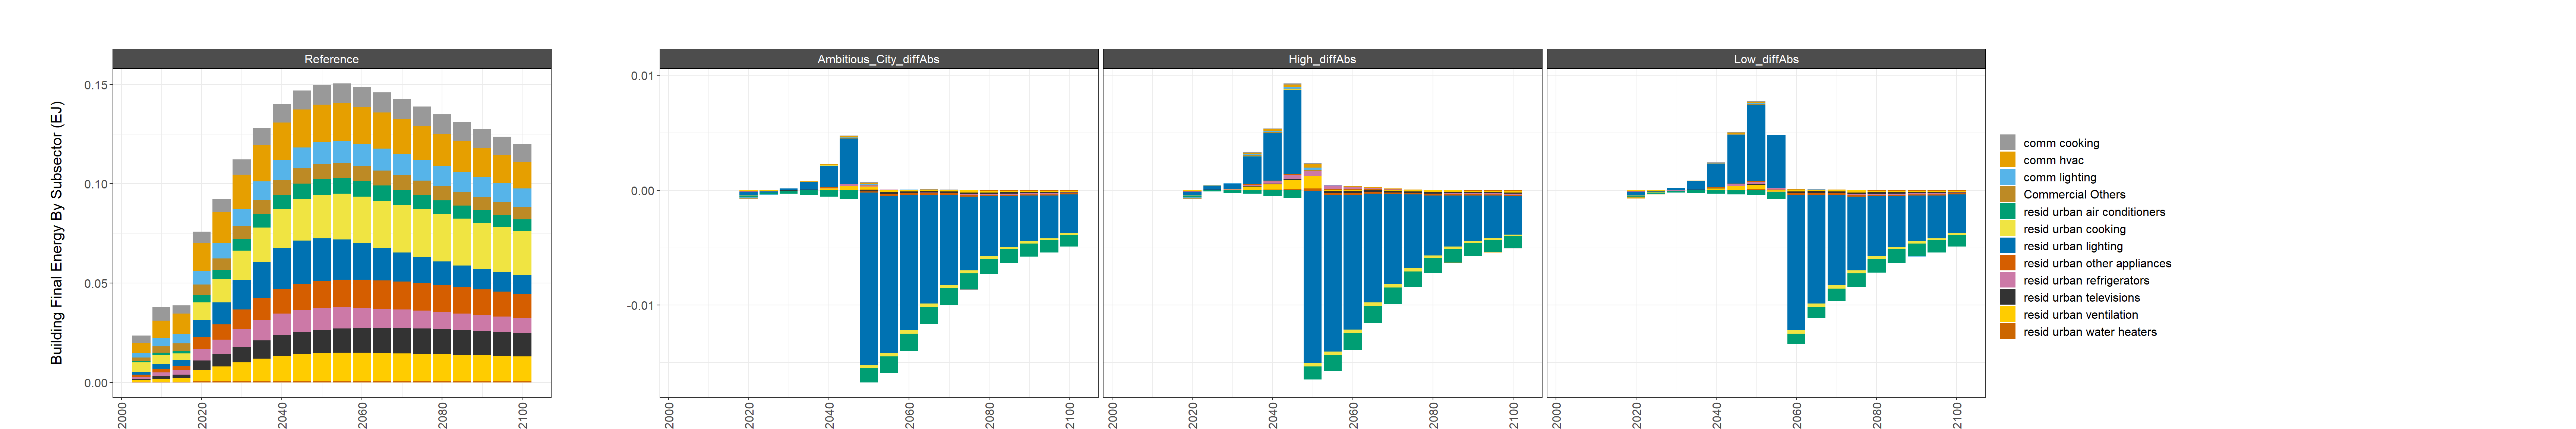 Reference
Ambitious_City_diffAbs
High_diffAbs
Low_diffAbs
Building Final Energy By Subsector (EJ)
0.15
0.10
0.05
0.00
0.01
0.00
-0.01
2000 2020 2040 2060 2080 2100
2000 2020 2040 2060 2080 2100
2000 2020 2040 2060 2080 2100
2000 2020 2040 2060 2080 2100
comm cooking
comm hvac
comm lighting
Commercial Others
resid urban air conditioners
resid urban cooking
resid urban lighting
resid urban other appliances
resid urban refrigerators
resid urban televisions
resid urban ventilation
resid urban water heaters